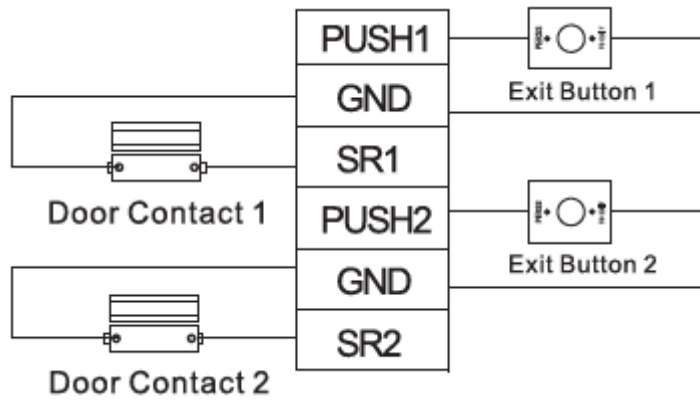 PUSH1
GND
Exit Button 1
SR1
Door Contact 1
PUSH2
GND
Exit Button 2
SR2
Door Contact 2